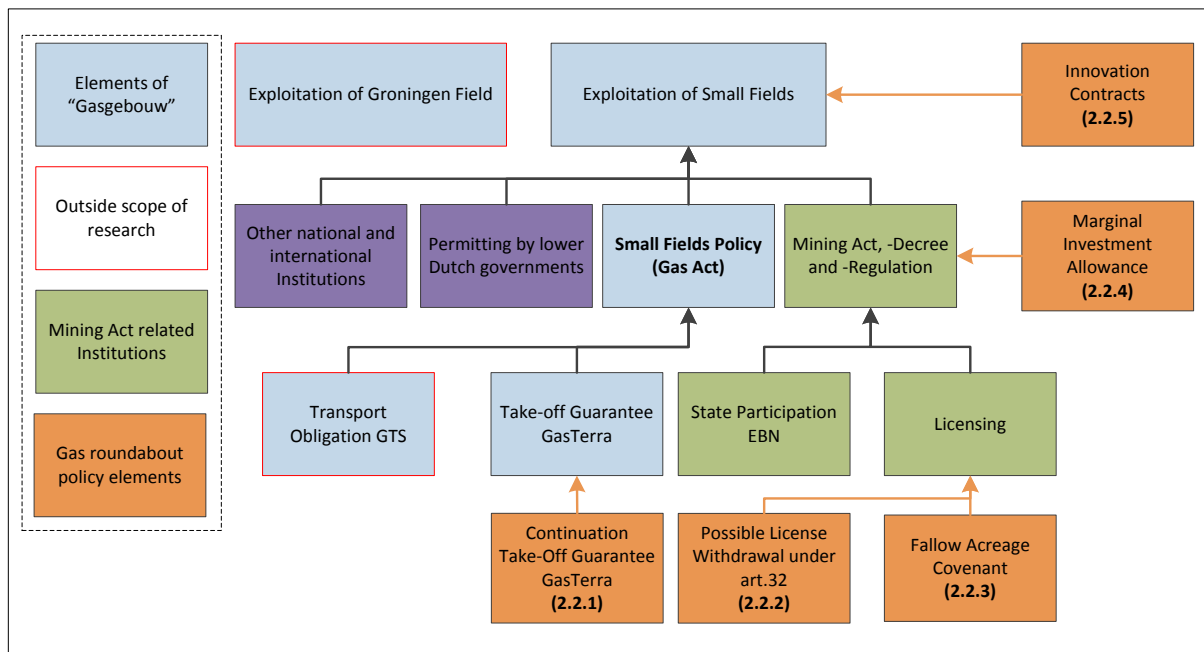 Elements of
“Gasgebouw”
Outside scope of
research
Mining Act related
Institutions
Gas roundabout
policy elements
Exploitation of Groningen Field
Exploitation of Small Fields
Innovation
Contracts
(2.2.5)
Other national and
international
Institutions
Permitting by lower
Dutch governments
Small Fields Policy
(Gas Act)
Mining Act, -Decree
and -Regulation
Marginal
Investment
Allowance
(2.2.4)
Transport
Obligation GTS
Take-off Guarantee
GasTerra
State Participation
EBN
Licensing
Continuation
Take-Off Guarantee
GasTerra
(2.2.1)
Possible License
Withdrawal under
art.32
(2.2.2)
Fallow Acreage
Covenant
(2.2.3)